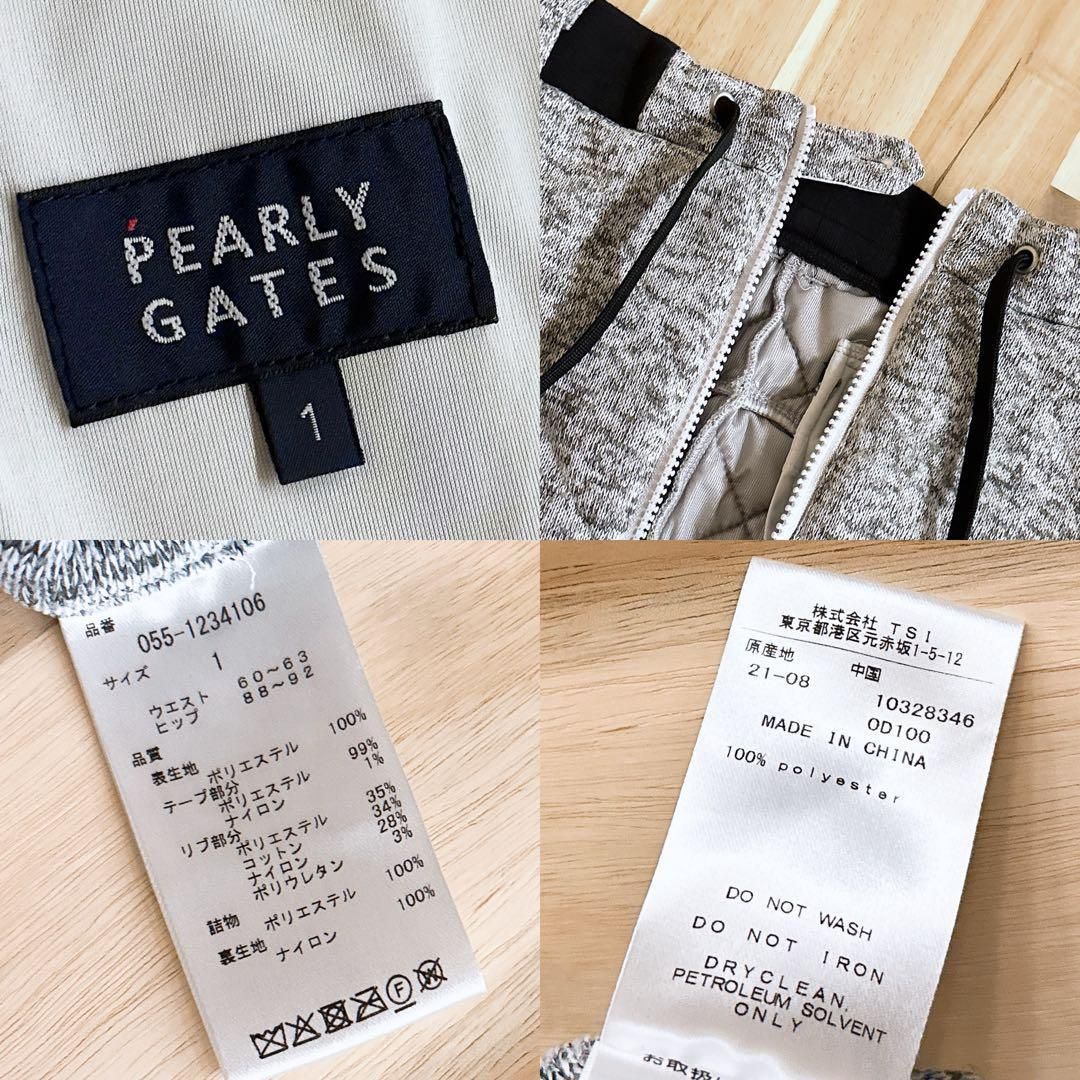 PEARLY
GATES
1
品番 055-1234106
サイズ 1
ウエスト 60～63
ヒップ 88～92
品質
表生地 ポリエステル 100%
テープ部分
ポリエステル 99%
ナイロン 1%
リブ部分
ポリエステル 35%
コットン 34%
ナイロン 28%
ポリウレタン 3%
詰物 ポリエステル 100%
裏生地 ナイロン 100%
F
W
株式会社 TSI
東京都港区元赤坂1-5-12
原産地 中国
21-08 10328346
0D100
MADE IN CHINA
100% polyester
DO NOT WASH
DO NOT IRON
DRYCLEAN,
PETROLEUM SOLVENT
ONLY
お取扱い